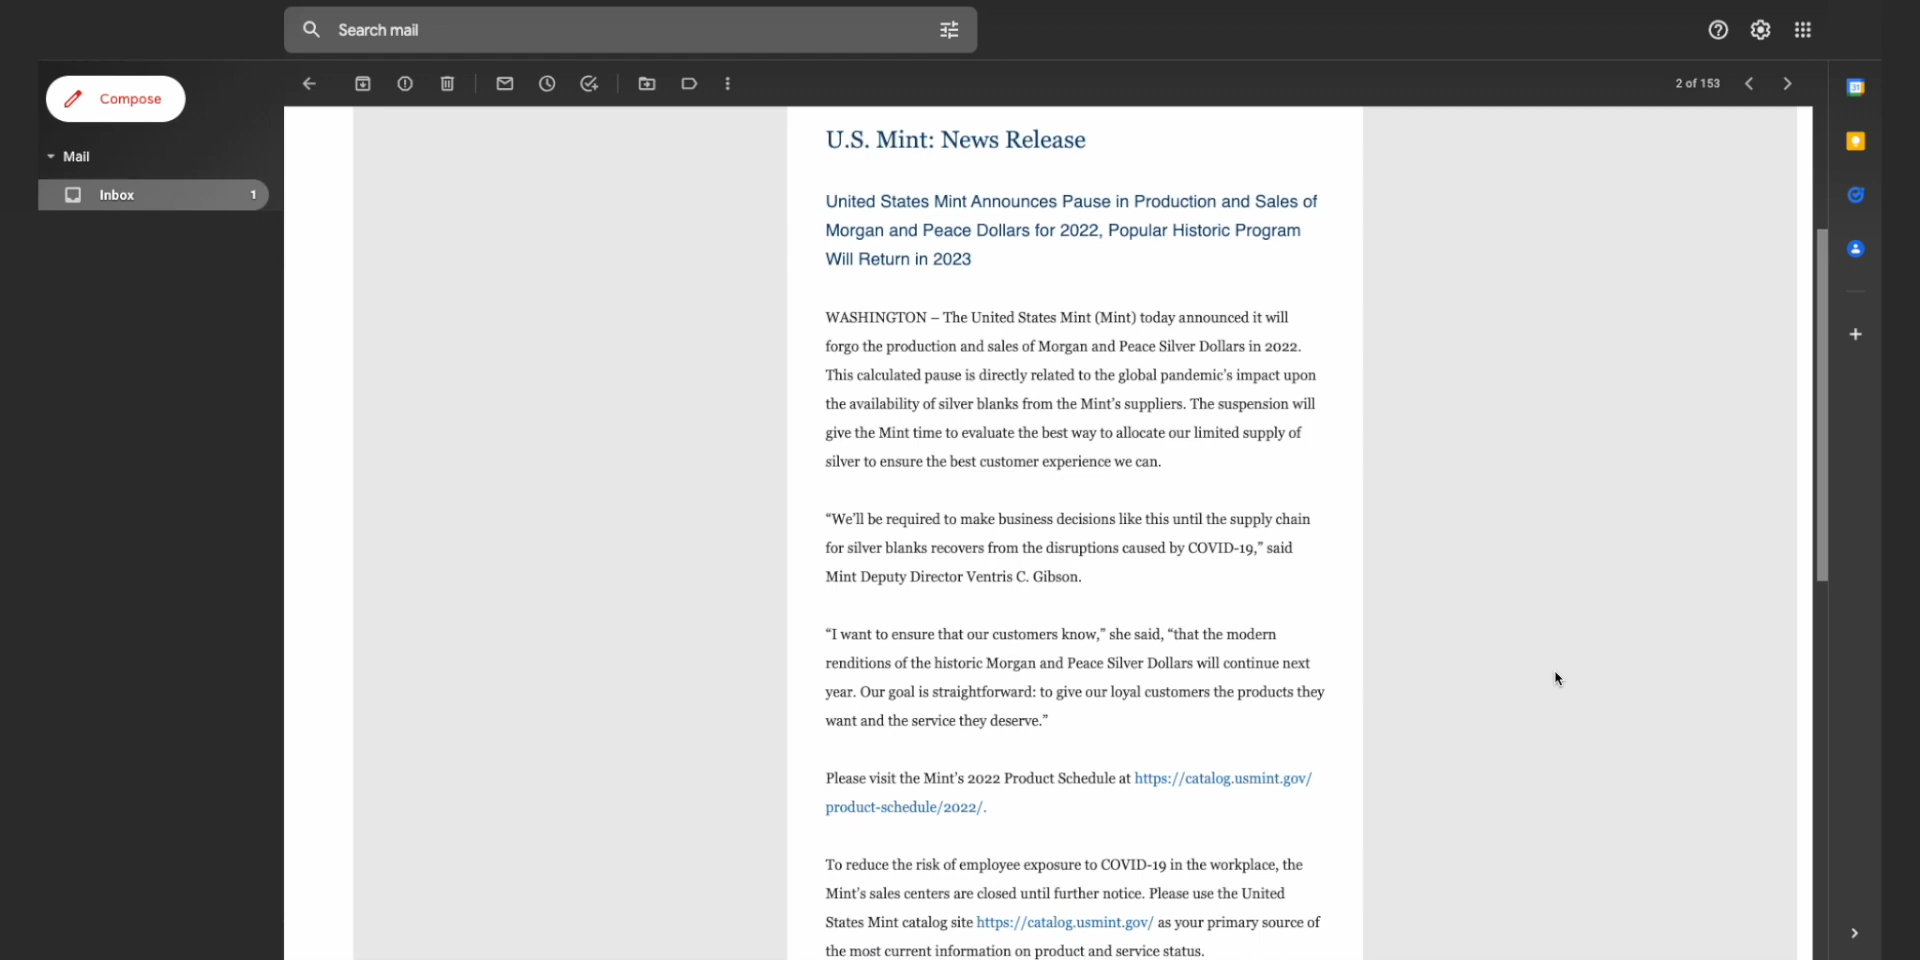 Search mail
2 of 153
Compose
Mail
Inbox 1
31
U.S. Mint: News Release
United States Mint Announces Pause in Production and Sales of
Morgan and Peace Dollars for 2022, Popular Historic Program
Will Return in 2023
WASHINGTON – The United States Mint (Mint) today announced it will
forgo the production and sales of Morgan and Peace Silver Dollars in 2022.
This calculated pause is directly related to the global pandemic’s impact upon
the availability of silver blanks from the Mint’s suppliers. The suspension will
give the Mint time to evaluate the best way to allocate our limited supply of
silver to ensure the best customer experience we can.
“We’ll be required to make business decisions like this until the supply chain
for silver blanks recovers from the disruptions caused by COVID-19,” said
Mint Deputy Director Ventris C. Gibson.
“I want to ensure that our customers know,” she said, “that the modern
renditions of the historic Morgan and Peace Silver Dollars will continue next
year. Our goal is straightforward: to give our loyal customers the products they
want and the service they deserve.”
Please visit the Mint’s 2022 Product Schedule at https://catalog.usmint.gov/
product-schedule/2022/.
To reduce the risk of employee exposure to COVID-19 in the workplace, the
Mint’s sales centers are closed until further notice. Please use the United
States Mint catalog site https://catalog.usmint.gov/ as your primary source of
the most current information on product and service status.